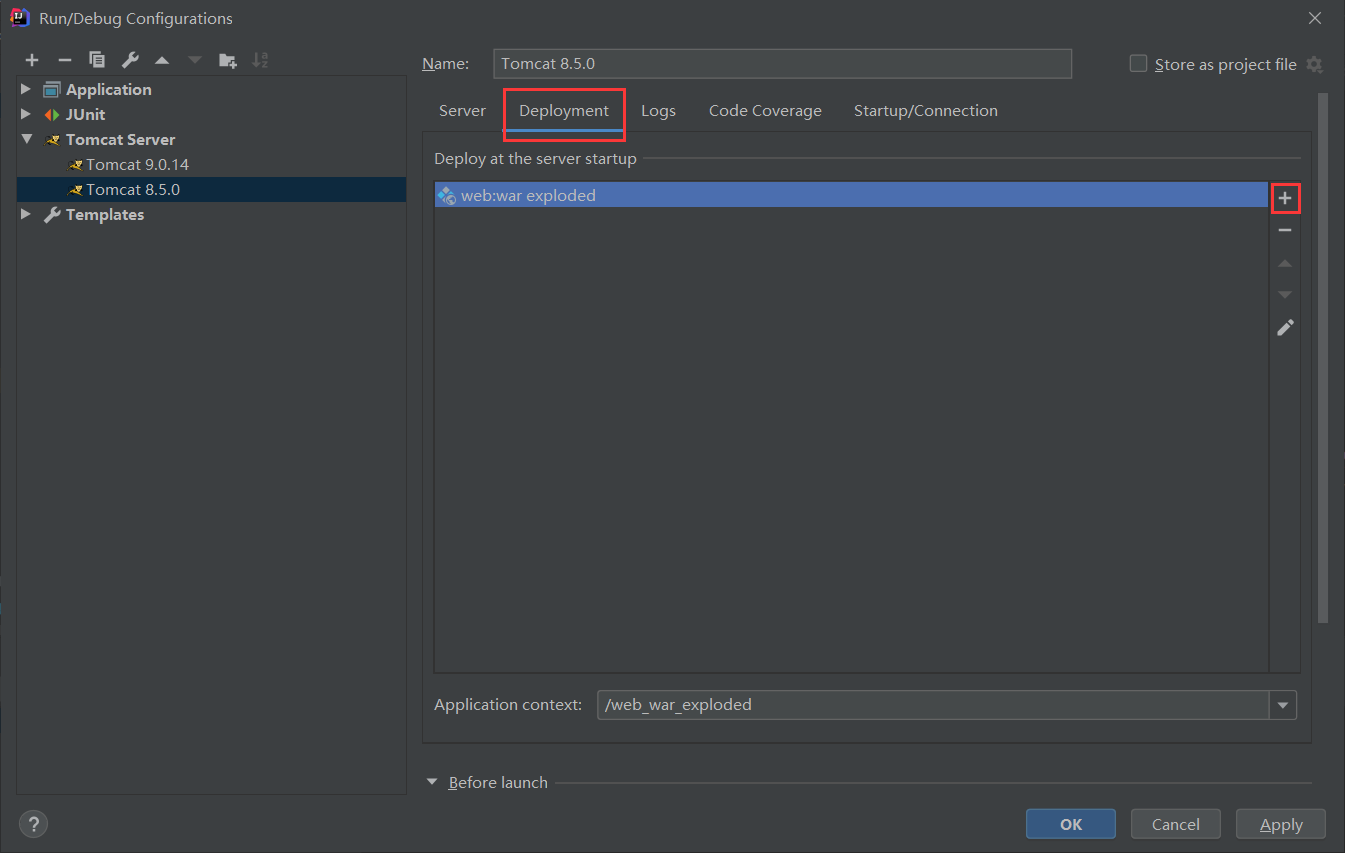 Run/Debug Configurations
Name: Tomcat 8.5.0
Store as project file
Application
JUnit
Tomcat Server
Tomcat 9.0.14
Tomcat 8.5.0
Templates
Server Deployment Logs Code Coverage Startup/Connection
Deploy at the server startup
web:war exploded
Application context: /web_war_exploded
Before launch
?
OK Cancel Apply